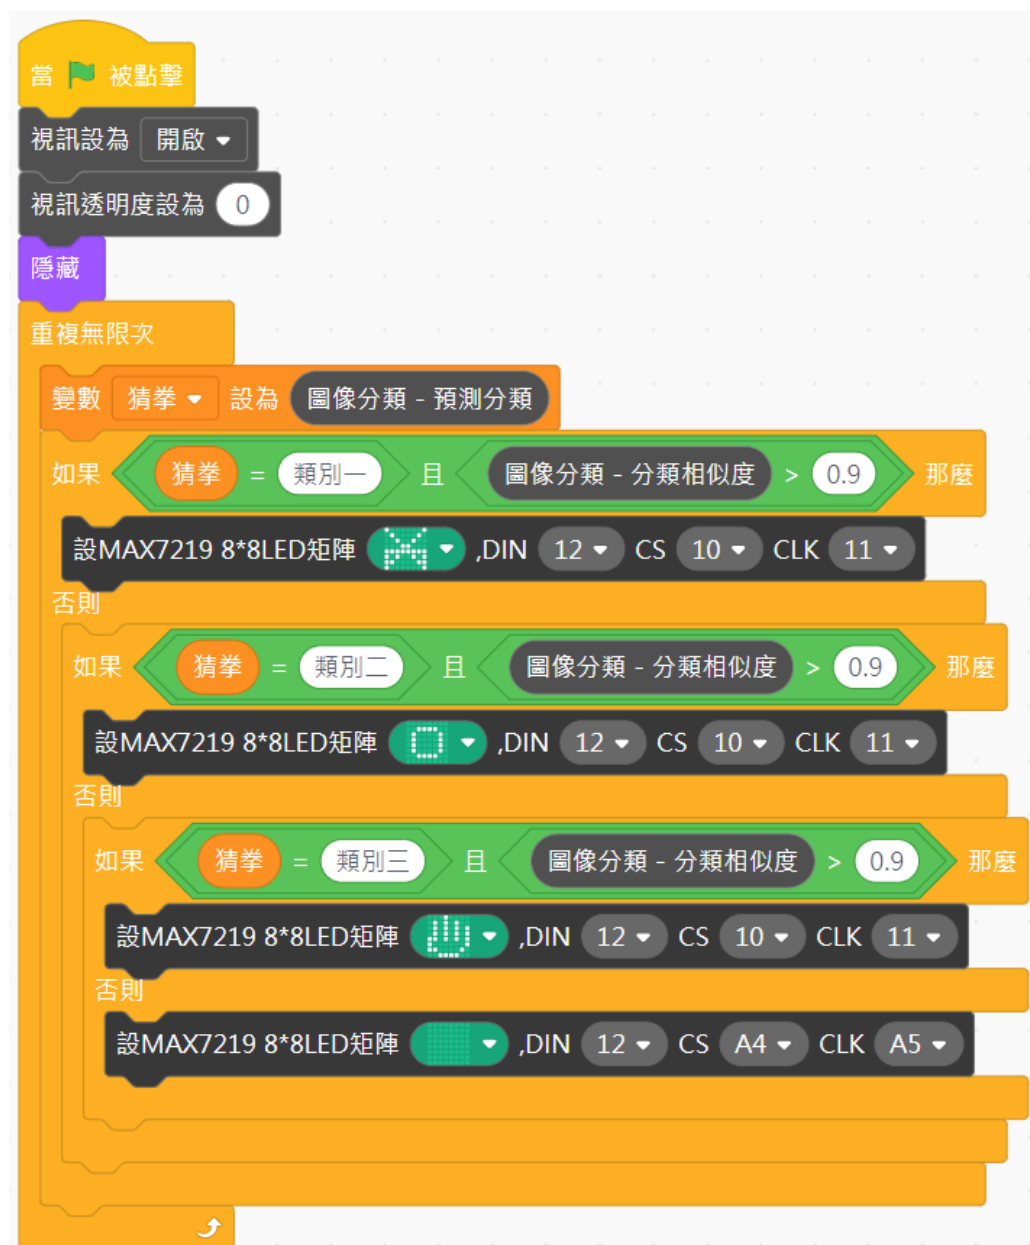 當 被點擊
視訊設為 開啟
視訊透明度設為 0
隱藏
重複無限次
變數 猜拳 設為 圖像分類 - 預測分類
如果 猜拳 = 類別一 且 圖像分類 - 分類相似度 > 0.9 那麼
設MAX7219 8*8LED矩陣 ,DIN 12 CS 10 CLK 11
否則
如果 猜拳 = 類別二 且 圖像分類 - 分類相似度 > 0.9 那麼
設MAX7219 8*8LED矩陣 ,DIN 12 CS 10 CLK 11
否則
如果 猜拳 = 類別三 且 圖像分類 - 分類相似度 > 0.9 那麼
設MAX7219 8*8LED矩陣 ,DIN 12 CS 10 CLK 11
否則
設MAX7219 8*8LED矩陣 ,DIN 12 CS A4 CLK A5